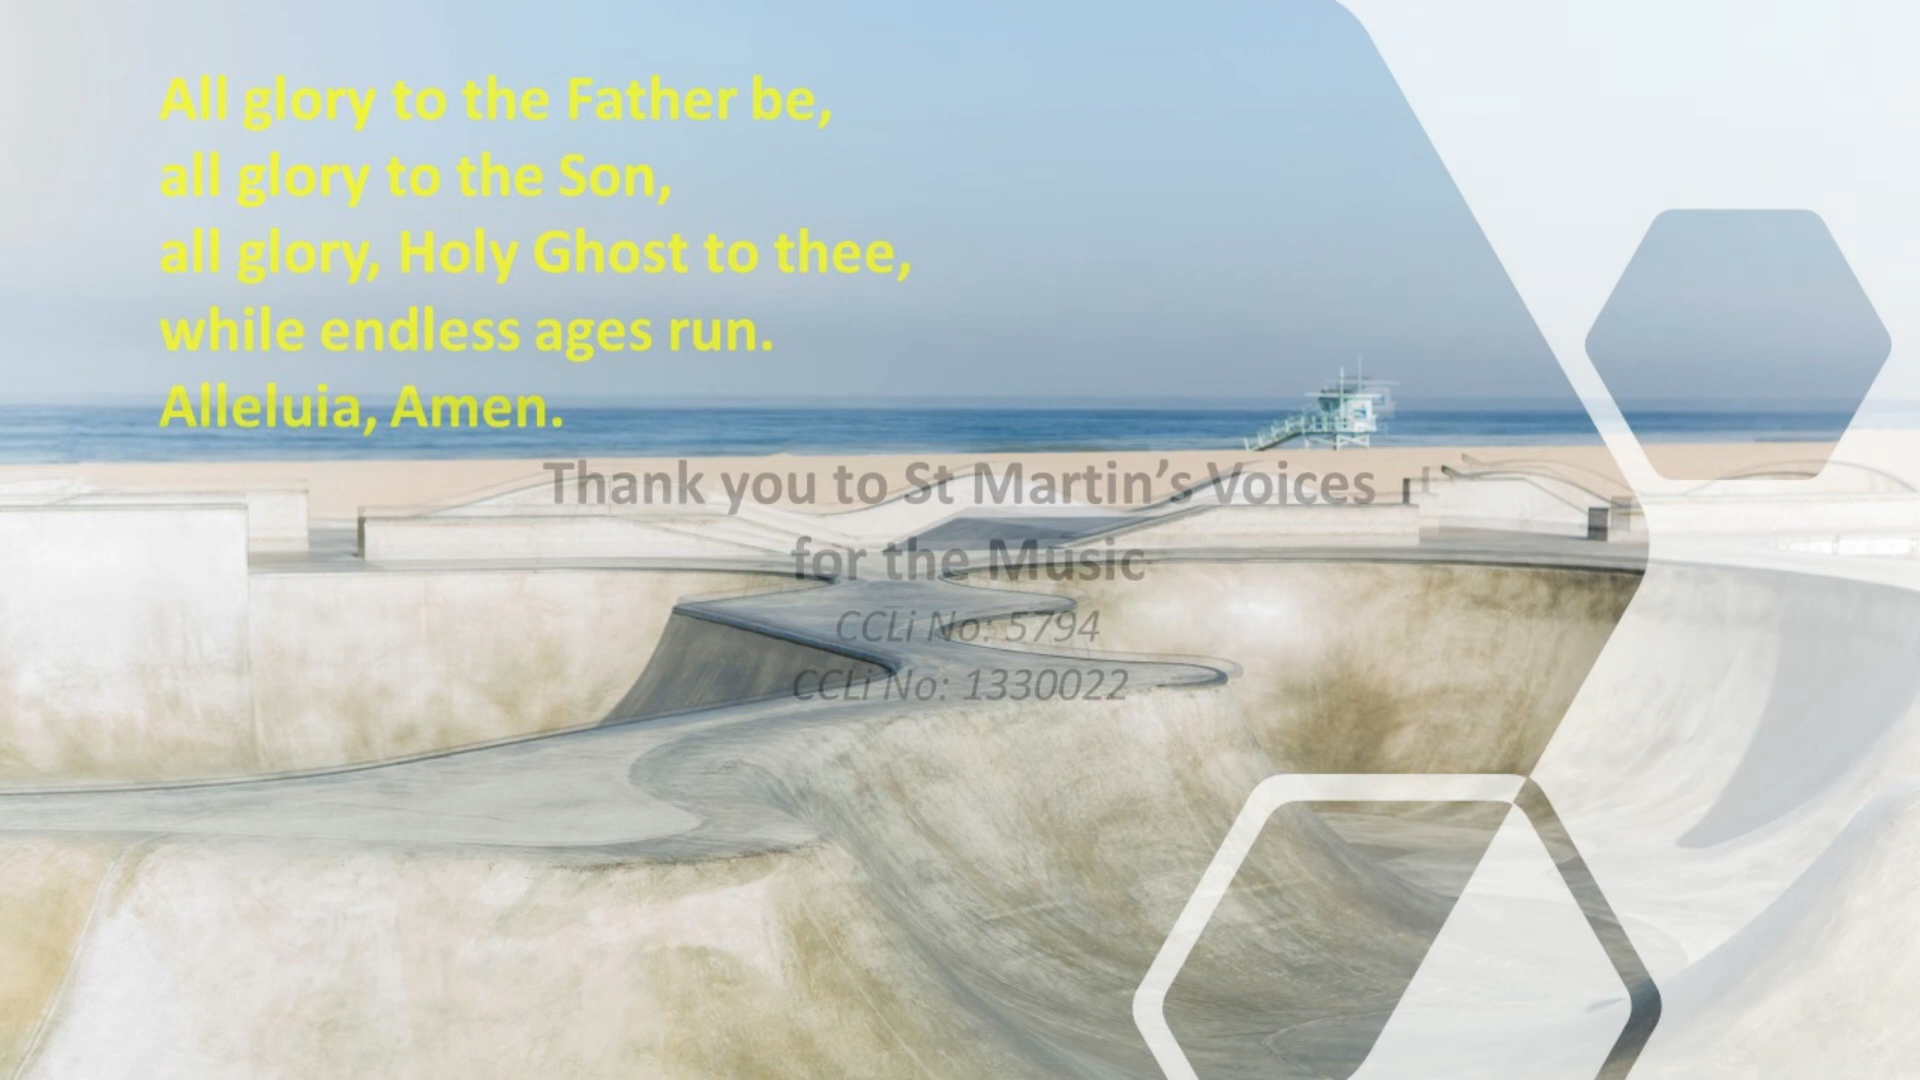 All glory to the Father be,
all glory to the Son,
all glory, Holy Ghost to thee,
while endless ages run.
Alleluia, Amen.
Thank you to St Martin’s Voices
for the Music
CCLi No: 5794
CCLi No: 1330022